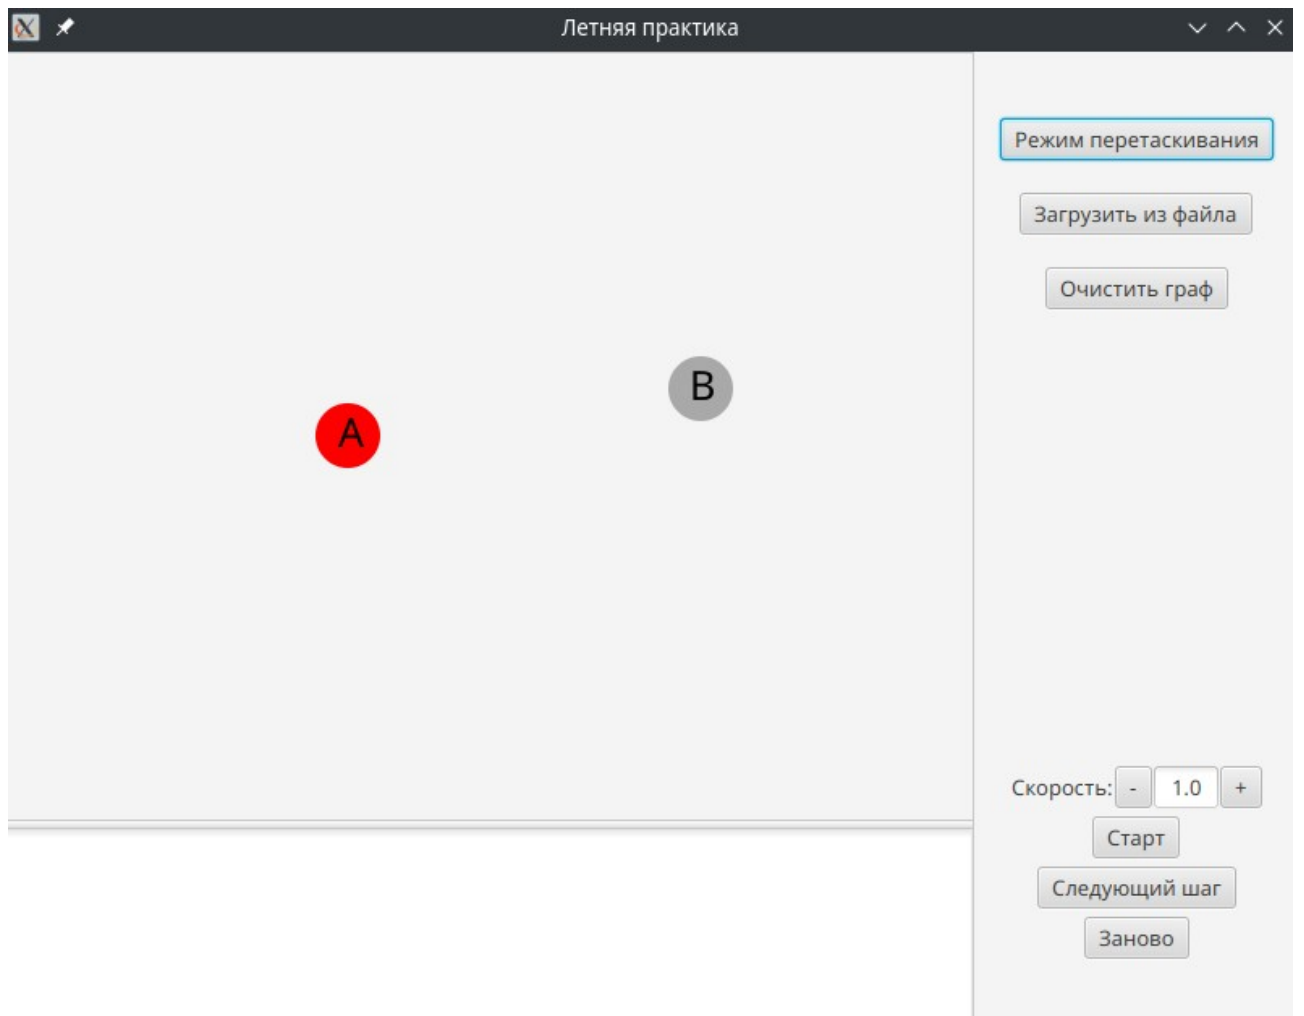 Летняя практика
Режим перетаскивания
Загрузить из файла
Очистить граф
A
B
Скорость: - 1.0 +
Старт
Следующий шаг
Заново